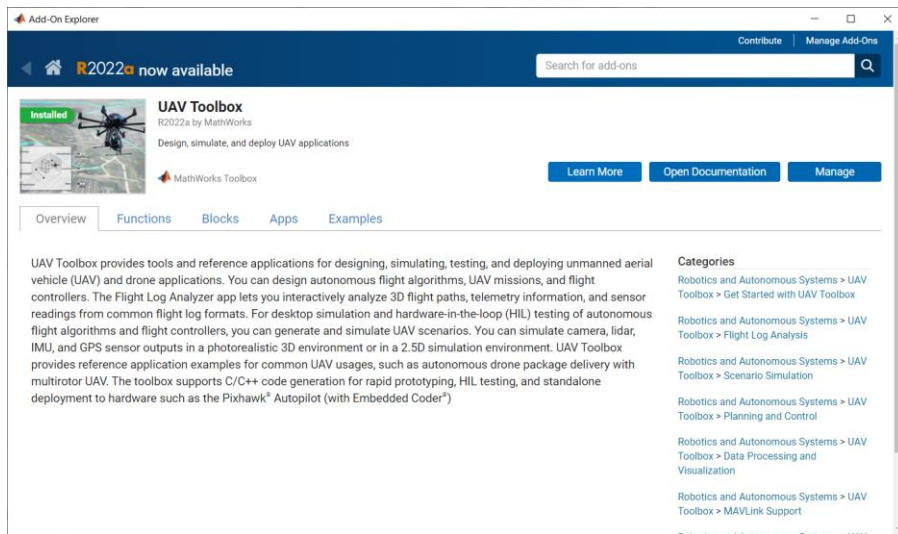 Add-On Explorer
Contribute
Manage Add-Ons
R2022a now available
Search for add-ons
Installed
UAV Toolbox
R2022a by MathWorks
Design, simulate, and deploy UAV applications
MathWorks Toolbox
Learn More
Open Documentation
Manage
Overview
Functions
Blocks
Apps
Examples
UAV Toolbox provides tools and reference applications for designing, simulating, testing, and deploying unmanned aerial
vehicle (UAV) and drone applications. You can design autonomous flight algorithms, UAV missions, and flight
controllers. The Flight Log Analyzer app lets you interactively analyze 3D flight paths, telemetry information, and sensor
readings from common flight log formats. For desktop simulation and hardware-in-the-loop (HIL) testing of autonomous
flight algorithms and flight controllers, you can generate and simulate UAV scenarios. You can simulate camera, lidar,
IMU, and GPS sensor outputs in a photorealistic 3D environment or in a 2.5D simulation environment. UAV Toolbox
provides reference application examples for common UAV usages, such as autonomous drone package delivery with
multirotor UAV. The toolbox supports C/C++ code generation for rapid prototyping, HIL testing, and standalone
deployment to hardware such as the Pixhawk® Autopilot (with Embedded Coder®)
Categories
Robotics and Autonomous Systems > UAV
Toolbox > Get Started with UAV Toolbox
Robotics and Autonomous Systems > UAV
Toolbox > Flight Log Analysis
Robotics and Autonomous Systems > UAV
Toolbox > Scenario Simulation
Robotics and Autonomous Systems > UAV
Toolbox > Planning and Control
Robotics and Autonomous Systems > UAV
Toolbox > Data Processing and
Visualization
Robotics and Autonomous Systems > UAV
Toolbox > MAVLink Support